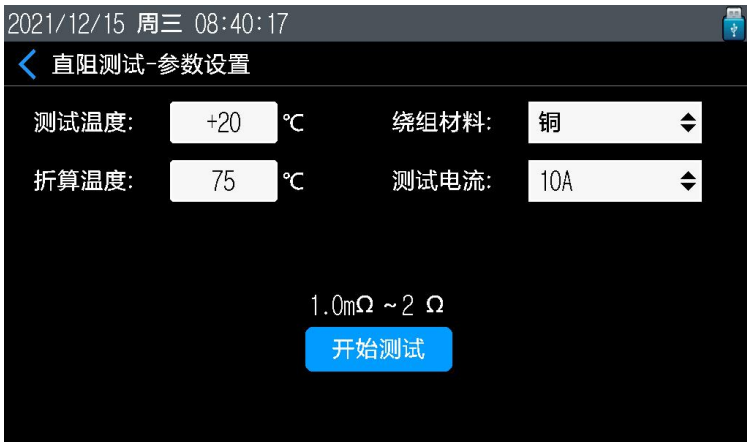 2021/12/15 周三 08:40:17
直阻测试-参数设置
测试温度: +20 ℃ 绕组材料: 铜
折算温度: 75 ℃ 测试电流: 10A
1.0mΩ ~2 Ω
开始测试